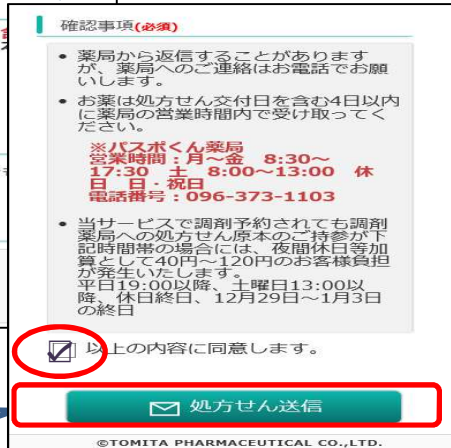 確認事項(必須)
• 薬局から返信することがあります
が、薬局へのご連絡はお電話でお願
いします。
• お薬は処方せん交付日を含む4日以内
に薬局の営業時間内で受け取ってく
ださい。
※パスポくん薬局
営業時間：月～金 8:30～
17:30 土 8:00～13:00 休
日 日・祝日
電話番号：096-373-1103
• 当サービスで調剤予約されても調剤
薬局への処方せん原本のご持参が下
記時間帯の場合には、夜間休日等加
算として40円～120円のお客様負担
が発生いたします。
平日19:00以降、土曜日13:00以
降、休日終日、12月29日～1月3日
の終日
以上の内容に同意します。
処方せん送信
©TOMITA PHARMACEUTICAL CO.,LTD.